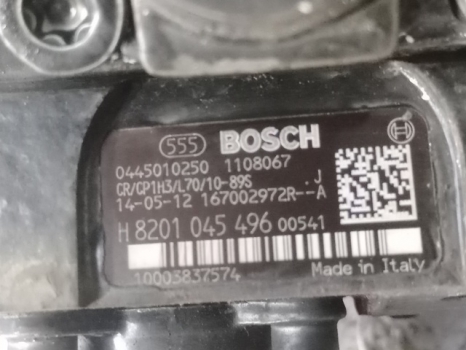 555 BOSCH
0445010250 1108067
CR/CP1H3/L70/10-89S J
14-05-12 167002972R--A
H 8201 045 496 00541
10003837574
Made in Italy